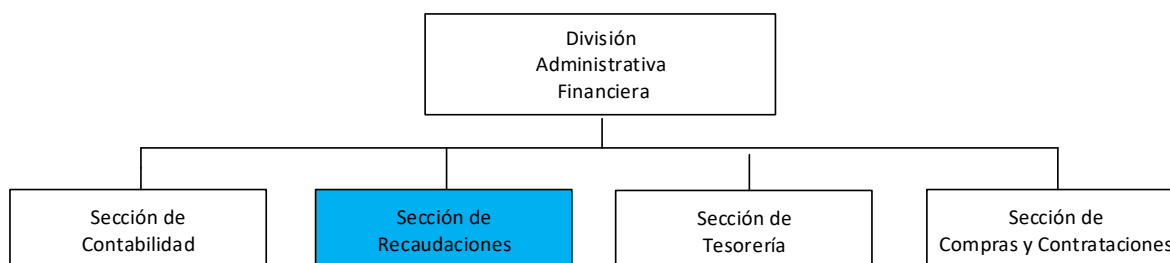 División
Administrativa
Financiera
Sección de
Contabilidad
Sección de
Recaudaciones
Sección de
Tesorería
Sección de
Compras y Contrataciones